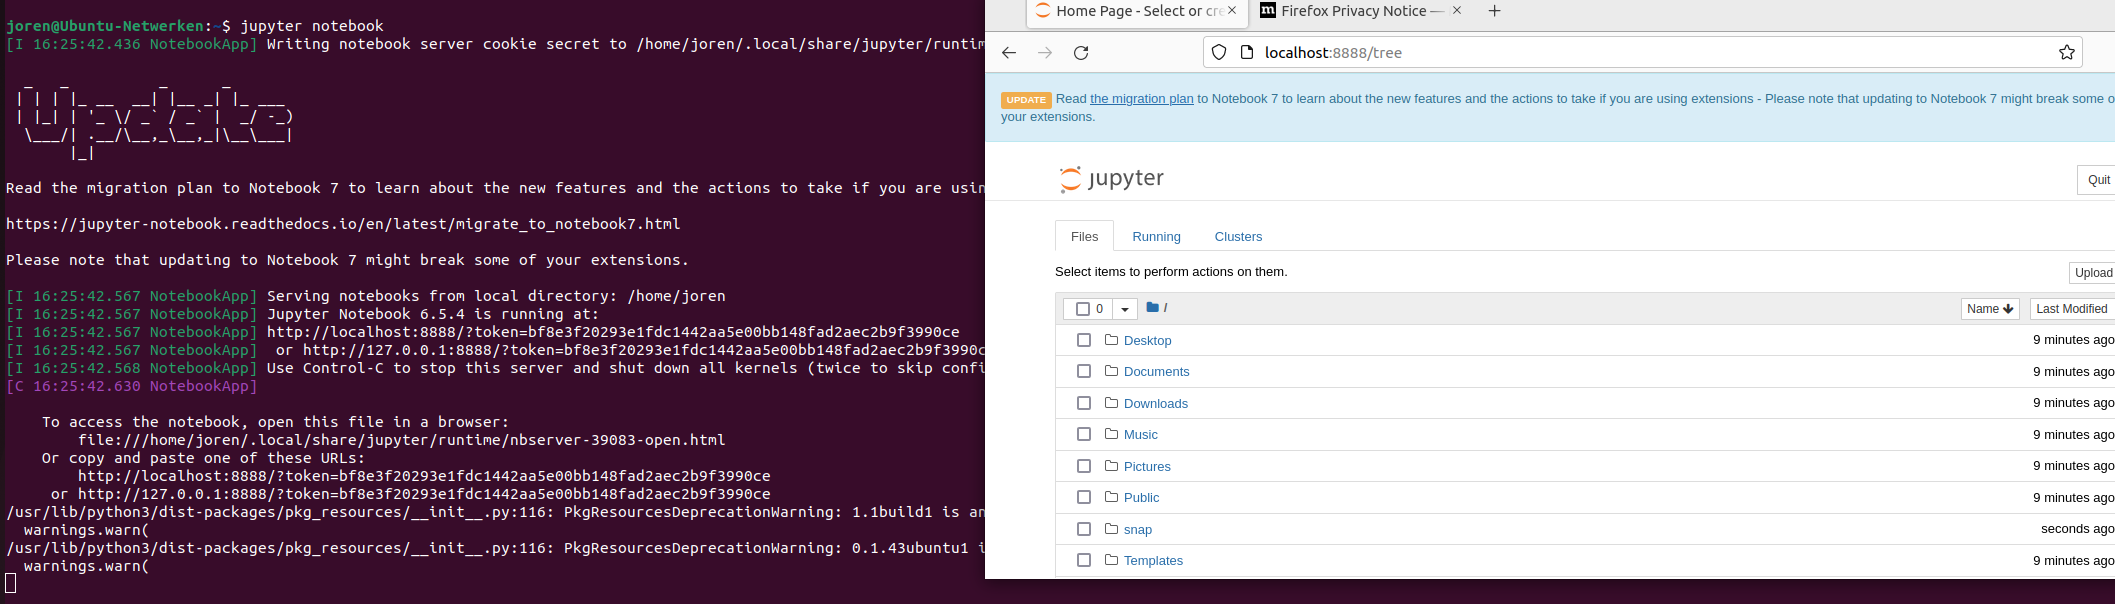 joren@Ubuntu-Netwerken:~$ jupyter notebook
[I 16:25:42.436 NotebookApp] Writing notebook server cookie secret to /home/joren/.local/share/jupyter/runtim
  _   _          _      _
 | | | |_ __  __| |__ _| |_ ___
 | |_| | '_ \/ _` / _` |  _/ -_)
  \___/| .__/\__,_\__,_|\__\___|
       |_|
Read the migration plan to Notebook 7 to learn about the new features and the actions to take if you are usin
https://jupyter-notebook.readthedocs.io/en/latest/migrate_to_notebook7.html
Please note that updating to Notebook 7 might break some of your extensions.
[I 16:25:42.567 NotebookApp] Serving notebooks from local directory: /home/joren
[I 16:25:42.567 NotebookApp] Jupyter Notebook 6.5.4 is running at:
[I 16:25:42.567 NotebookApp] http://localhost:8888/?token=bf8e3f20293e1fdc1442aa5e00bb148fad2aec2b9f3990ce
[I 16:25:42.567 NotebookApp]  or http://127.0.0.1:8888/?token=bf8e3f20293e1fdc1442aa5e00bb148fad2aec2b9f3990c
[I 16:25:42.568 NotebookApp] Use Control-C to stop this server and shut down all kernels (twice to skip confi
[C 16:25:42.630 NotebookApp]
    To access the notebook, open this file in a browser:
        file:///home/joren/.local/share/jupyter/runtime/nbserver-39083-open.html
    Or copy and paste one of these URLs:
        http://localhost:8888/?token=bf8e3f20293e1fdc1442aa5e00bb148fad2aec2b9f3990ce
     or http://127.0.0.1:8888/?token=bf8e3f20293e1fdc1442aa5e00bb148fad2aec2b9f3990ce
/usr/lib/python3/dist-packages/pkg_resources/__init__.py:116: PkgResourcesDeprecationWarning: 1.1build1 is an
  warnings.warn(
/usr/lib/python3/dist-packages/pkg_resources/__init__.py:116: PkgResourcesDeprecationWarning: 0.1.43ubuntu1 i
  warnings.warn(
Home Page - Select or cre
Firefox Privacy Notice —
localhost:8888/tree
UPDATE Read the migration plan to Notebook 7 to learn about the new features and the actions to take if you are using extensions - Please note that updating to Notebook 7 might break some o
your extensions.
jupyter
Quit
Files Running Clusters
Select items to perform actions on them.
Upload
0 / Name Last Modified
Desktop 9 minutes ago
Documents 9 minutes ago
Downloads 9 minutes ago
Music 9 minutes ago
Pictures 9 minutes ago
Public 9 minutes ago
snap seconds ago
Templates 9 minutes ago